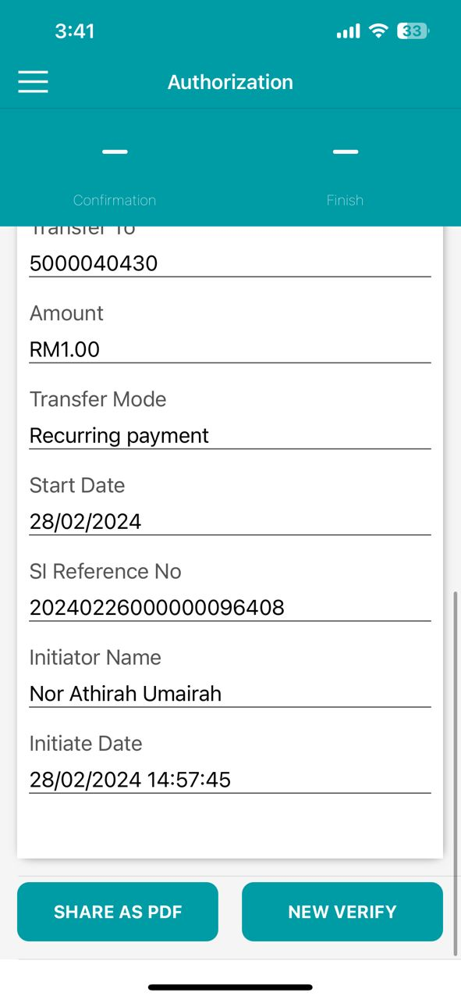 3:41
33
Authorization
Confirmation
Finish
Transfer To
5000040430
Amount
RM1.00
Transfer Mode
Recurring payment
Start Date
28/02/2024
SI Reference No
20240226000000096408
Initiator Name
Nor Athirah Umairah
Initiate Date
28/02/2024 14:57:45
SHARE AS PDF
NEW VERIFY